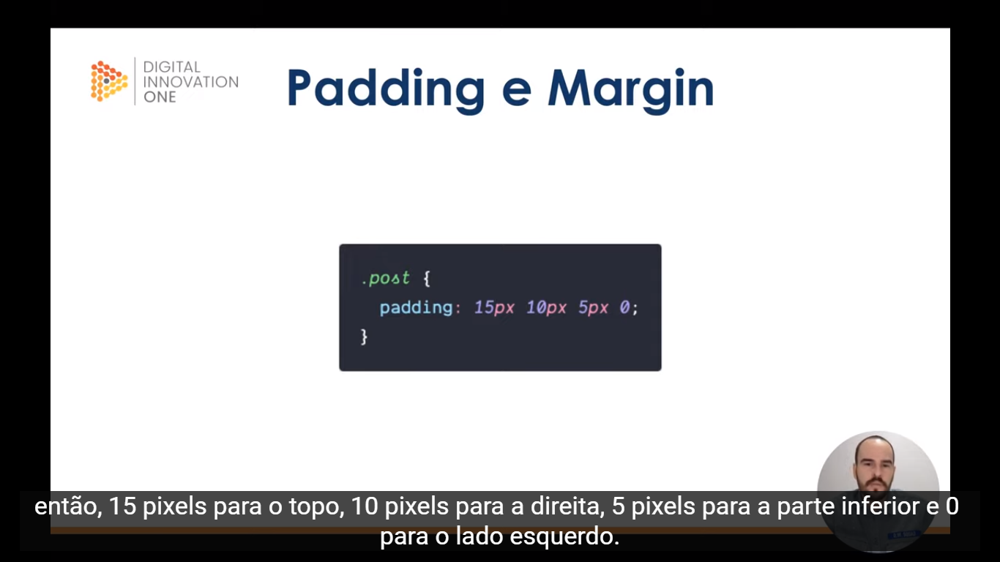 DIGITAL
INNOVATION
ONE
Padding e Margin
.post {
padding: 15px 10px 5px 0;
}
então, 15 pixels para o topo, 10 pixels para a direita, 5 pixels para a parte inferior e 0
para o lado esquerdo.